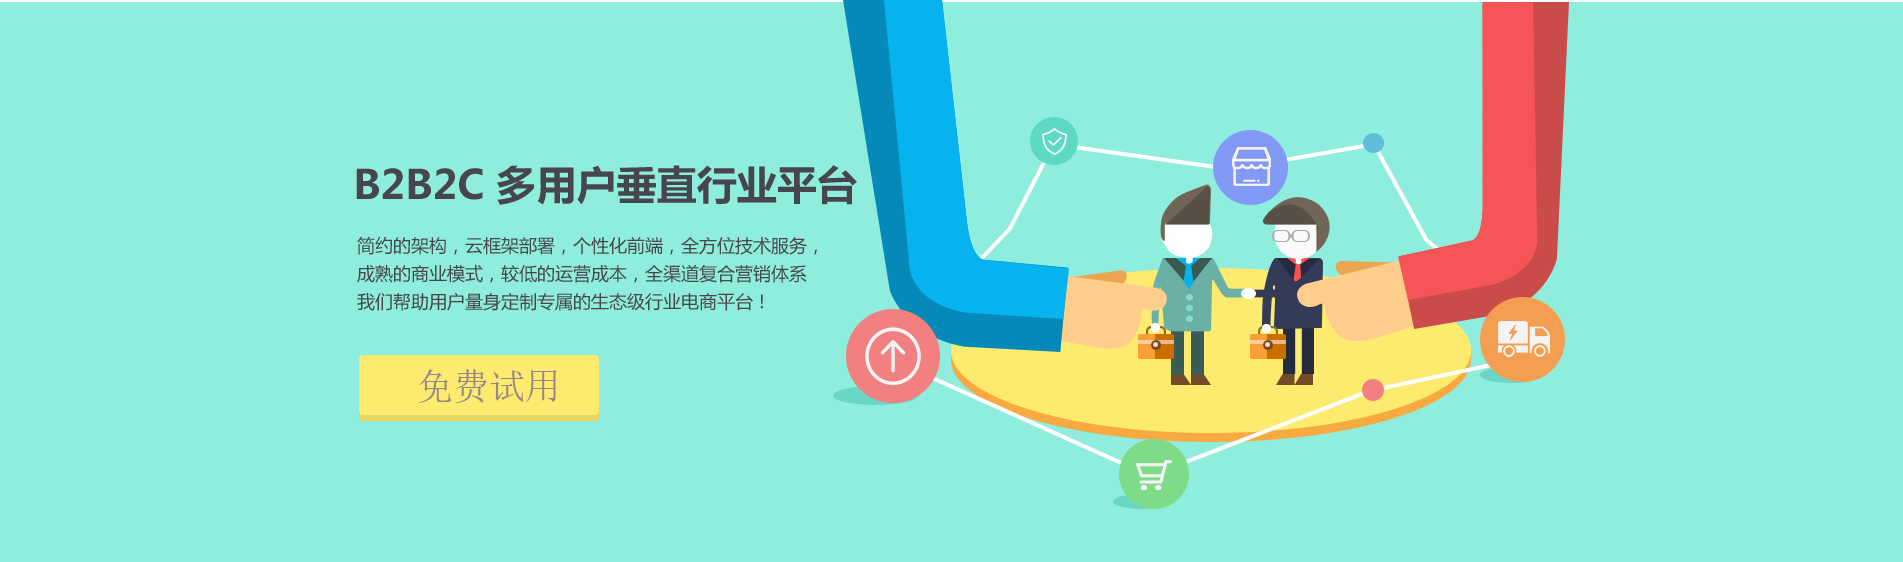 B2B2C 多用户垂直行业平台
简约的架构，云框架部署，个性化前端，全方位技术服务，
成熟的商业模式，较低的运营成本，全渠道复合营销体系
我们帮助用户量身定制专属的生态级行业电商平台！
免费试用